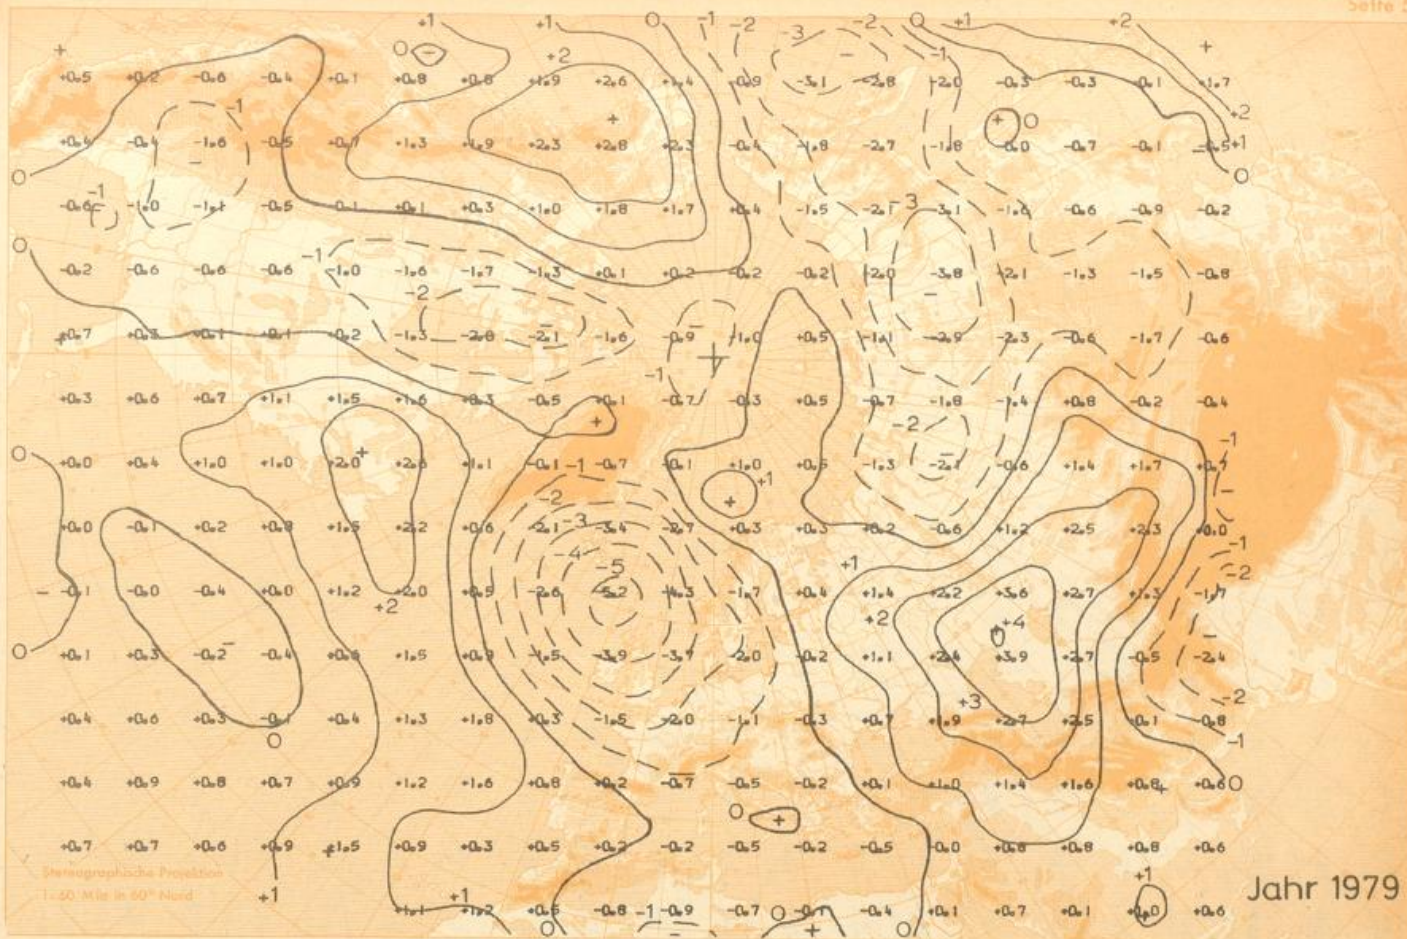 Seite 5
+1 +1 0 -1 -2 -3 -2 0 +1 +2
+0.5 +0.2 -0.6 -0.4 +0.1 +0.8 +0.8 +1.9 +2.6 +1.4 -0.9 -3.1 -2.8 -2.0 -0.3 -0.3 -0.1 +1.7
+0.4 -0.4 -1.6 -0.5 +0.7 +1.3 +1.9 +2.3 +2.8 +2.3 -0.4 -1.8 -2.7 -1.8 -0.0 -0.7 -0.1 -0.5
-0.6 -1.0 -1.1 -0.5 -0.1 +0.1 +0.3 +1.0 +1.8 +1.7 +0.4 -1.5 -2.1 -3.1 -1.6 -0.6 -0.9 -0.2
-0.2 -0.6 -0.6 -0.6 -1.0 -1.6 -1.7 -1.3 +0.1 +0.2 -0.2 -0.2 -2.0 -3.8 -2.1 -1.3 -1.5 -0.8
+0.7 +0.3 +0.1 +0.1 +0.2 -1.3 -2.8 -2.1 -1.6 -0.9 -1.0 +0.5 -1.1 -2.9 -2.3 -0.6 -1.7 -0.6
+0.3 +0.6 +0.7 +1.1 +1.5 +1.6 +0.3 -0.5 +0.1 -0.7 -0.3 +0.5 -0.7 -1.8 -1.4 +0.8 -0.2 -0.4
+0.0 +0.4 +1.0 +1.0 +2.0 +2.6 +1.1 -0.1 -0.7 -0.1 +1.0 +0.5 -1.3 -2.1 -0.6 +1.4 +1.7 +0.7
+0.0 -0.1 +0.2 +0.8 +1.5 +2.2 +0.6 -2.1 -3.4 -2.7 +0.3 +0.3 +0.2 -0.6 +1.2 +2.5 +2.3 +0.0
-0.1 -0.0 -0.4 +0.0 +1.2 +2.0 +0.5 -2.6 -5.2 -4.3 -1.7 +0.4 +1.4 +2.2 +3.6 +2.7 +1.3 -1.7
+0.1 +0.3 -0.2 -0.4 +0.6 +1.5 +0.9 -1.5 -3.9 -3.7 -2.0 -0.2 +1.1 +2.4 +3.9 +2.7 -0.5 -2.4
+0.4 +0.6 +0.3 -0.1 +0.4 +1.3 +1.8 +0.3 -1.5 -2.0 -1.1 -0.3 +0.7 +1.9 +2.7 +2.5 +0.1 -0.8
+0.4 +0.9 +0.8 +0.7 +0.9 +1.2 +1.6 +0.8 +0.2 -0.7 -0.5 -0.2 +0.1 +1.0 +1.4 +1.6 +0.8 +0.6
+0.7 +0.7 +0.6 +0.9 +1.5 +0.9 +0.3 +0.5 +0.2 -0.2 -0.5 -0.2 -0.5 -0.0 +0.8 +0.8 +0.8 +0.6
Stereographische Projektion
1:60 Mill in 60° Nord
+1.1 +1.2 +0.5 -0.8 -0.9 -0.7 -0.1 -0.4 +0.1 +0.7 +0.1 +1.0 +0.6
Jahr 1979